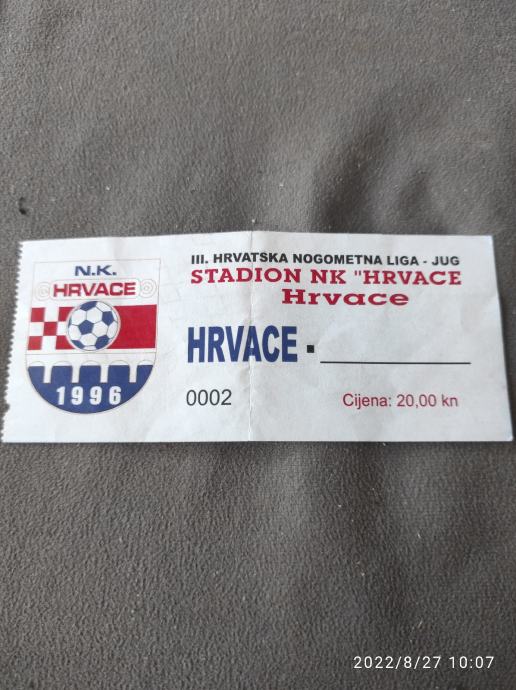 N.K.
HRVACE
1996
III. HRVATSKA NOGOMETNA LIGA - JUG
STADION NK "HRVACE
Hrvace
HRVACE - ____________
0002
Cijena: 20,00 kn
2022/8/27 10:07